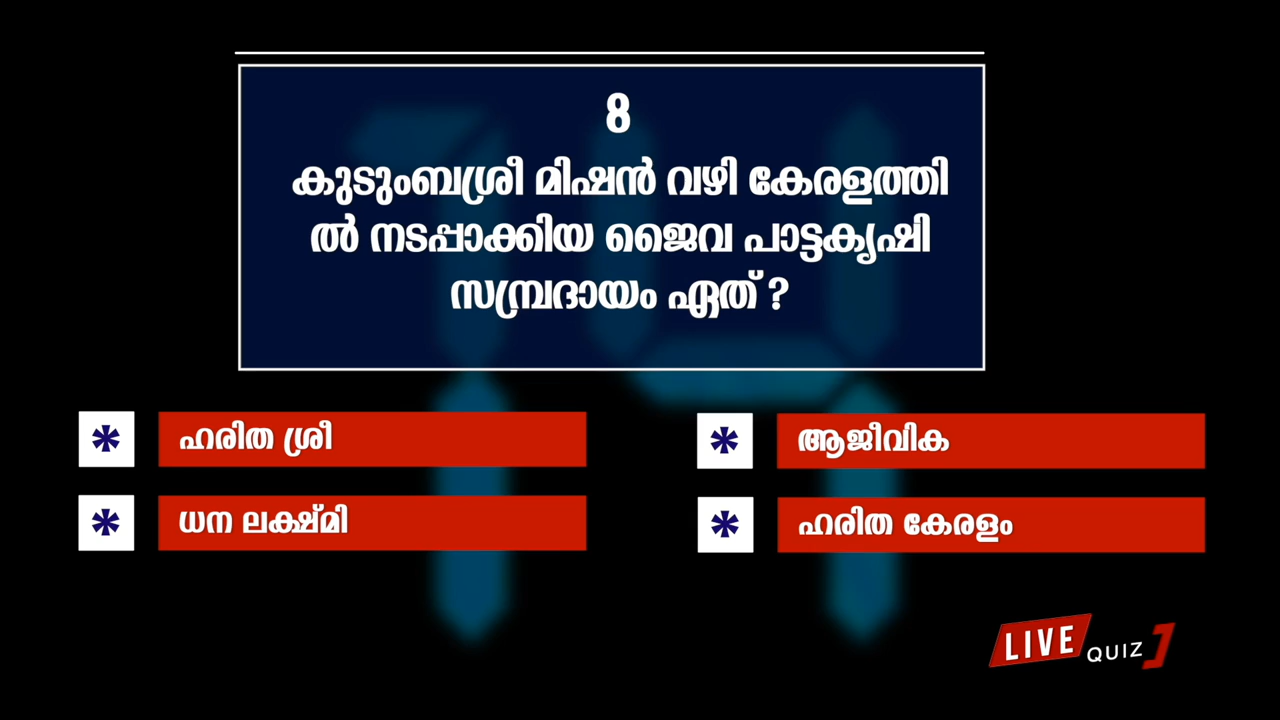 8
കുടുംബശ്രീ മിഷൻ വഴി കേരളത്തി
ൽ നടപ്പാക്കിയ ജൈവ പാട്ടകൃഷി
സമ്പ്രദായം ഏത് ?
* ഹരിത ശ്രീ
* ആജീവിക
* ധന ലക്ഷ്മി
* ഹരിത കേരളം
LIVE QUIZ